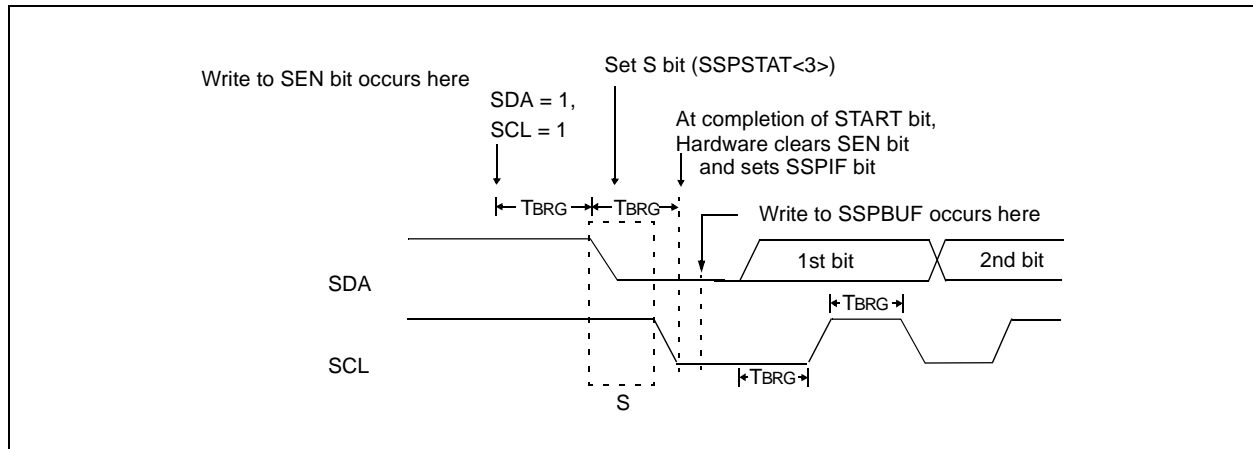 Write to SEN bit occurs here
Set S bit (SSPSTAT<3>)
SDA = 1,
SCL = 1
At completion of START bit,
Hardware clears SEN bit
and sets SSPIF bit
TBRG
TBRG
Write to SSPBUF occurs here
SDA
1st bit
2nd bit
TBRG
SCL
TBRG
S